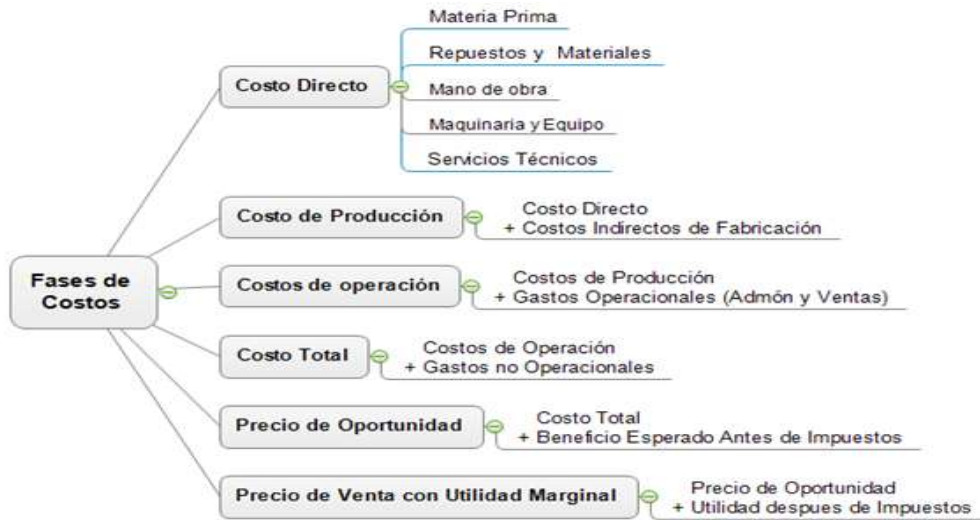 Fases de
Costos
Costo Directo
Materia Prima
Repuestos y Materiales
Mano de obra
Maquinaria y Equipo
Servicios Técnicos
Costo de Producción
Costo Directo
+ Costos Indirectos de Fabricación
Costos de operación
Costos de Producción
+ Gastos Operacionales (Admón y Ventas)
Costo Total
Costos de Operación
+ Gastos no Operacionales
Precio de Oportunidad
Costo Total
+ Beneficio Esperado Antes de Impuestos
Precio de Venta con Utilidad Marginal
Precio de Oportunidad
+ Utilidad despues de Impuestos